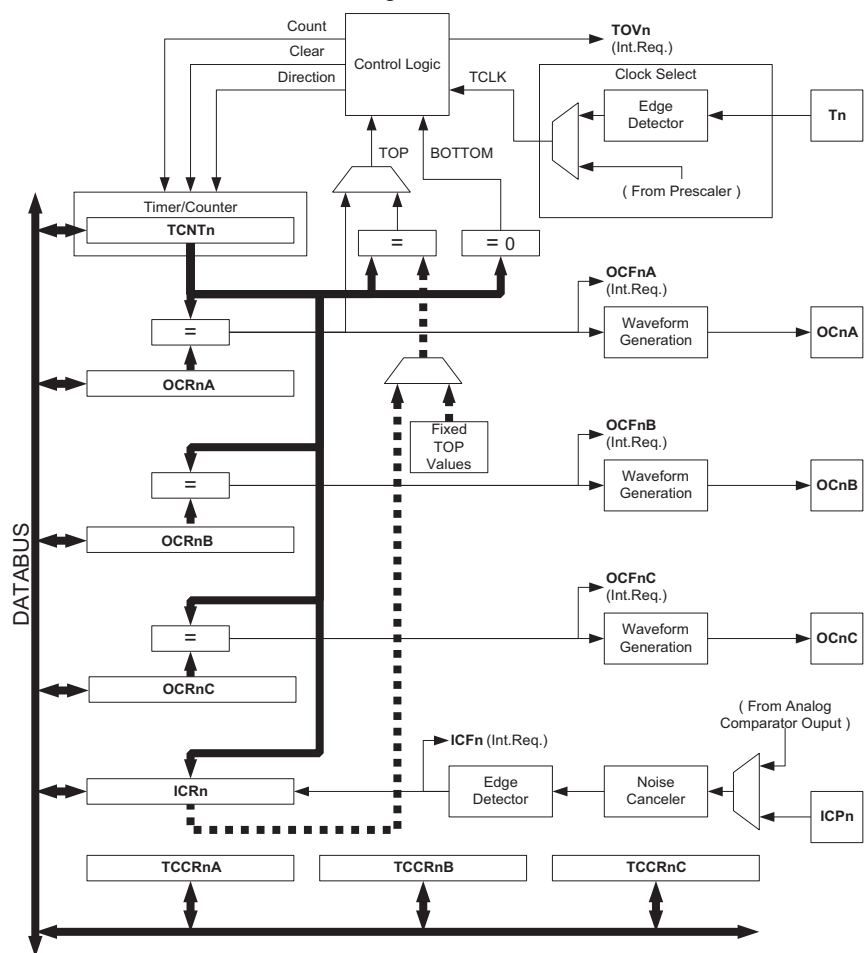 Count
Clear
Direction
Control Logic
TOVn
(Int.Req.)
TCLK
Clock Select
Edge
Detector
Tn
( From Prescaler )
TOP
BOTTOM
Timer/Counter
TCNTn
=
= 0
OCFnA
(Int.Req.)
=
Waveform
Generation
OCnA
OCRnA
Fixed
TOP
Values
OCFnB
(Int.Req.)
=
Waveform
Generation
OCnB
OCRnB
DATABUS
OCFnC
(Int.Req.)
=
Waveform
Generation
OCnC
OCRnC
( From Analog
Comparator Ouput )
ICFn (Int.Req.)
ICRn
Edge
Detector
Noise
Canceler
ICPn
TCCRnA
TCCRnB
TCCRnC